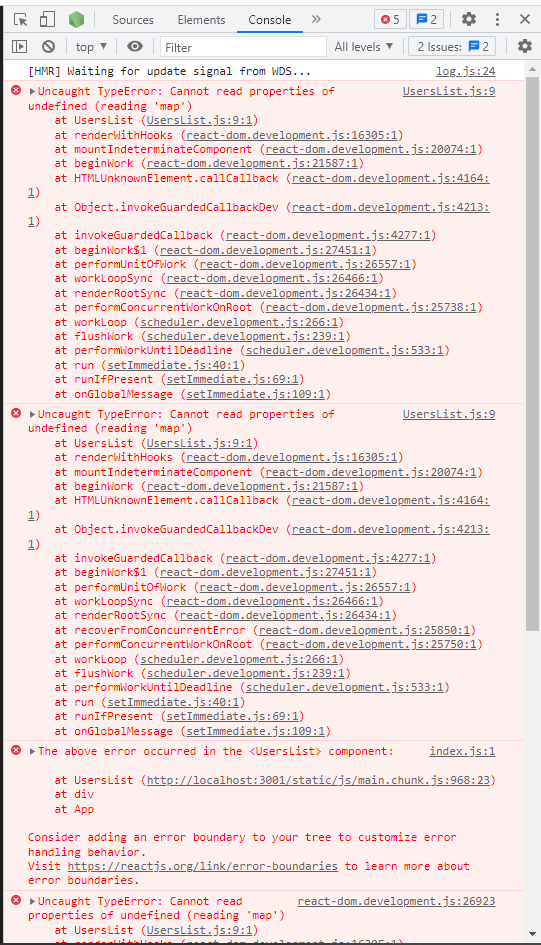 Sources Elements Console » 5 2
top ▼ Filter All levels ▼ 2 Issues: 2
[HMR] Waiting for update signal from WDS... log.js:24
Uncaught TypeError: Cannot read properties of UsersList.js:9
undefined (reading 'map')
at UsersList (UsersList.js:9:1)
at renderWithHooks (react-dom.development.js:16305:1)
at mountIndeterminateComponent (react-dom.development.js:20074:1)
at beginWork (react-dom.development.js:21587:1)
at HTMLUnknownElement.callCallback (react-dom.development.js:4164:
1)
at Object.invokeGuardedCallbackDev (react-dom.development.js:4213:
1)
at invokeGuardedCallback (react-dom.development.js:4277:1)
at beginWork$1 (react-dom.development.js:27451:1)
at performUnitOfWork (react-dom.development.js:26557:1)
at workLoopSync (react-dom.development.js:26466:1)
at renderRootSync (react-dom.development.js:26434:1)
at performConcurrentWorkOnRoot (react-dom.development.js:25738:1)
at workLoop (scheduler.development.js:266:1)
at flushWork (scheduler.development.js:239:1)
at performWorkUntilDeadline (scheduler.development.js:533:1)
at run (setImmediate.js:40:1)
at runIfPresent (setImmediate.js:69:1)
at onGlobalMessage (setImmediate.js:109:1)
Uncaught TypeError: Cannot read properties of UsersList.js:9
undefined (reading 'map')
at UsersList (UsersList.js:9:1)
at renderWithHooks (react-dom.development.js:16305:1)
at mountIndeterminateComponent (react-dom.development.js:20074:1)
at beginWork (react-dom.development.js:21587:1)
at HTMLUnknownElement.callCallback (react-dom.development.js:4164:
1)
at Object.invokeGuardedCallbackDev (react-dom.development.js:4213:
1)
at invokeGuardedCallback (react-dom.development.js:4277:1)
at beginWork$1 (react-dom.development.js:27451:1)
at performUnitOfWork (react-dom.development.js:26557:1)
at workLoopSync (react-dom.development.js:26466:1)
at renderRootSync (react-dom.development.js:26434:1)
at recoverFromConcurrentError (react-dom.development.js:25850:1)
at performConcurrentWorkOnRoot (react-dom.development.js:25750:1)
at workLoop (scheduler.development.js:266:1)
at flushWork (scheduler.development.js:239:1)
at performWorkUntilDeadline (scheduler.development.js:533:1)
at run (setImmediate.js:40:1)
at runIfPresent (setImmediate.js:69:1)
at onGlobalMessage (setImmediate.js:109:1)
The above error occurred in the <UsersList> component: index.js:1
at UsersList (http://localhost:3001/static/js/main.chunk.js:968:23)
at div
at App
Consider adding an error boundary to your tree to customize error
handling behavior.
Visit https://reactjs.org/link/error-boundaries to learn more about
error boundaries.
Uncaught TypeError: Cannot read react-dom.development.js:26923
properties of undefined (reading 'map')
at UsersList (UsersList.js:9:1)
at renderWithHooks (react-dom.development.js:16305:1)